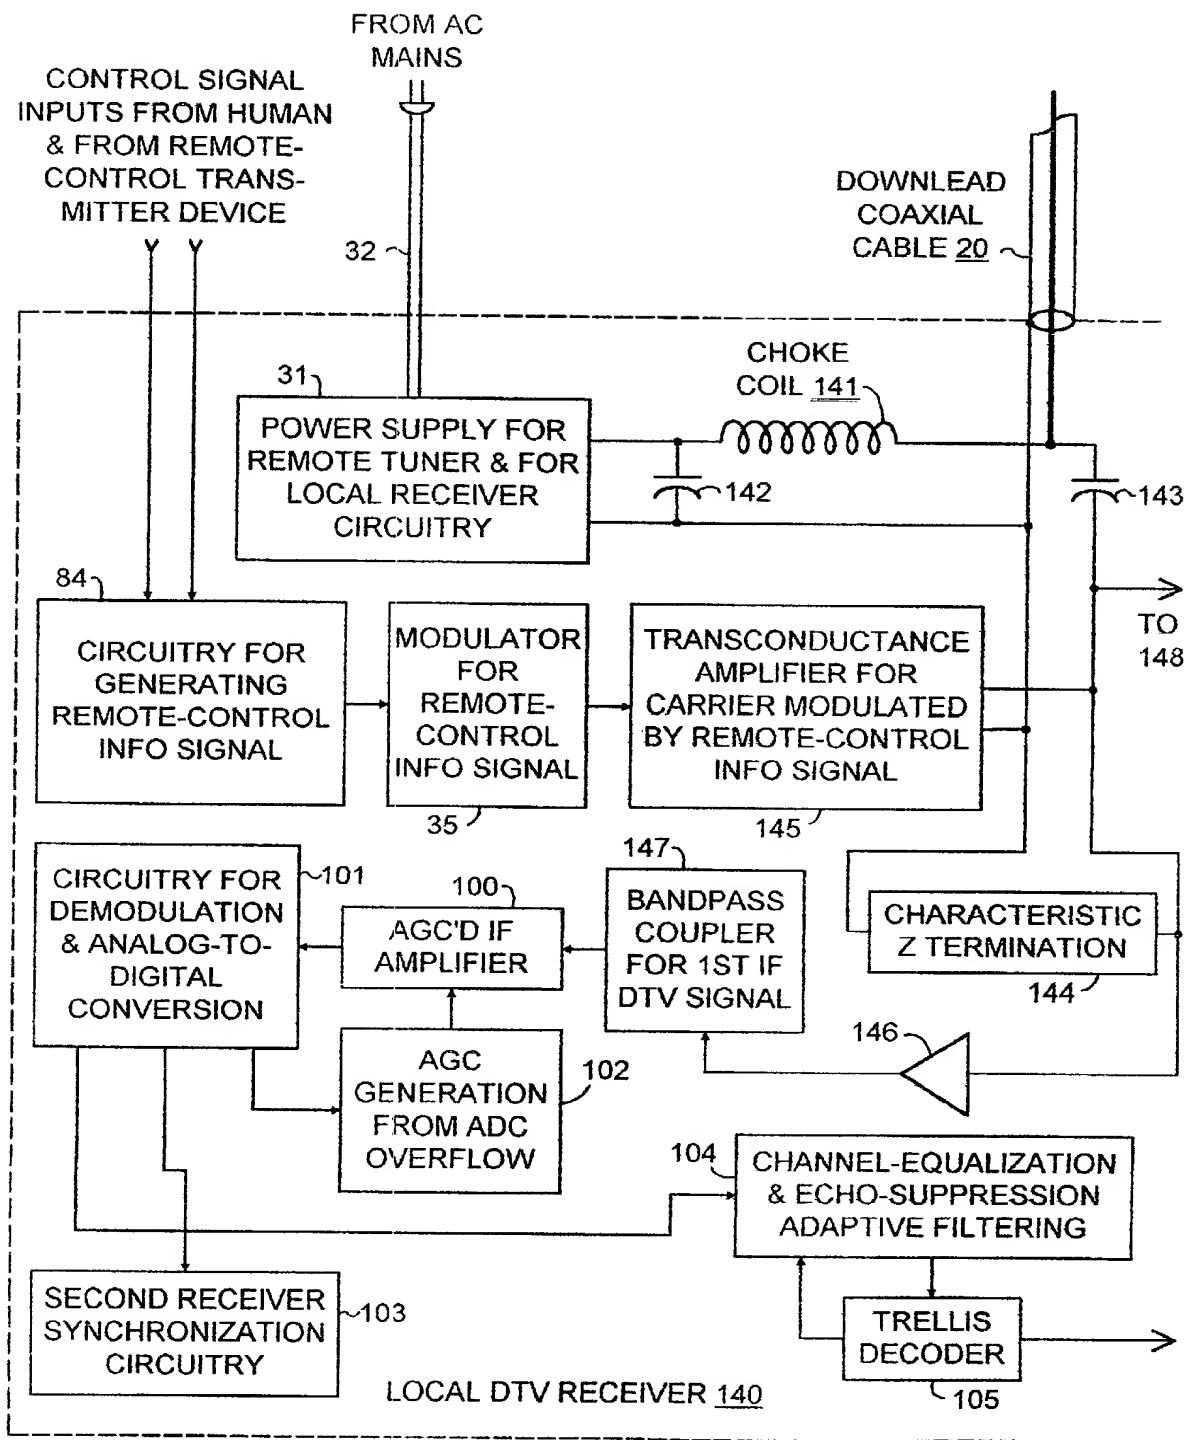 FROM AC
MAINS
CONTROL SIGNAL
INPUTS FROM HUMAN
& FROM REMOTE-
CONTROL TRANS-
MITTER DEVICE
32
DOWNLEAD
COAXIAL
CABLE 20
31
POWER SUPPLY FOR
REMOTE TUNER & FOR
LOCAL RECEIVER
CIRCUITRY
CHOKE
COIL 141
142
143
84
CIRCUITRY FOR
GENERATING
REMOTE-CONTROL
INFO SIGNAL
MODULATOR
FOR
REMOTE-
CONTROL
INFO SIGNAL
35
TRANSCONDUCTANCE
AMPLIFIER FOR
CARRIER MODULATED
BY REMOTE-CONTROL
INFO SIGNAL
145
TO
148
CIRCUITRY FOR
DEMODULATION
& ANALOG-TO-
DIGITAL
CONVERSION
101
100
AGC'D IF
AMPLIFIER
147
BANDPASS
COUPLER
FOR 1ST IF
DTV SIGNAL
CHARACTERISTIC
Z TERMINATION
144
146
AGC
GENERATION
FROM ADC
OVERFLOW
102
104
CHANNEL-EQUALIZATION
& ECHO-SUPPRESSION
ADAPTIVE FILTERING
SECOND RECEIVER
SYNCHRONIZATION
CIRCUITRY
103
TRELLIS
DECODER
105
LOCAL DTV RECEIVER 140